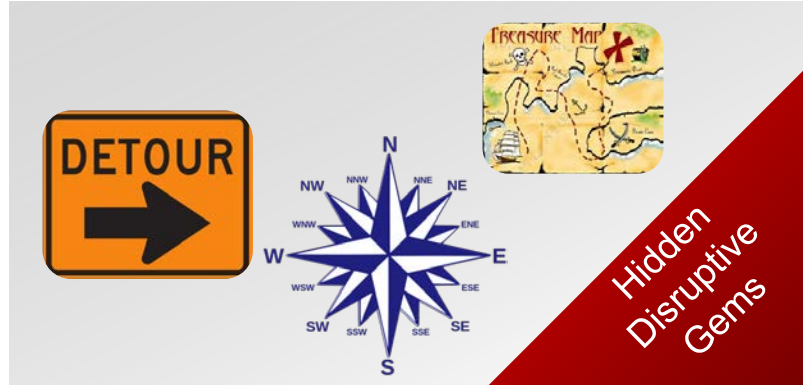 TREASURE MAP
DETOUR
N
NNW
NNE
NW
NE
WNW
ENE
W
E
WSW
ESE
SW
SSW
SSE
SE
S
Hidden
Disruptive
Gems